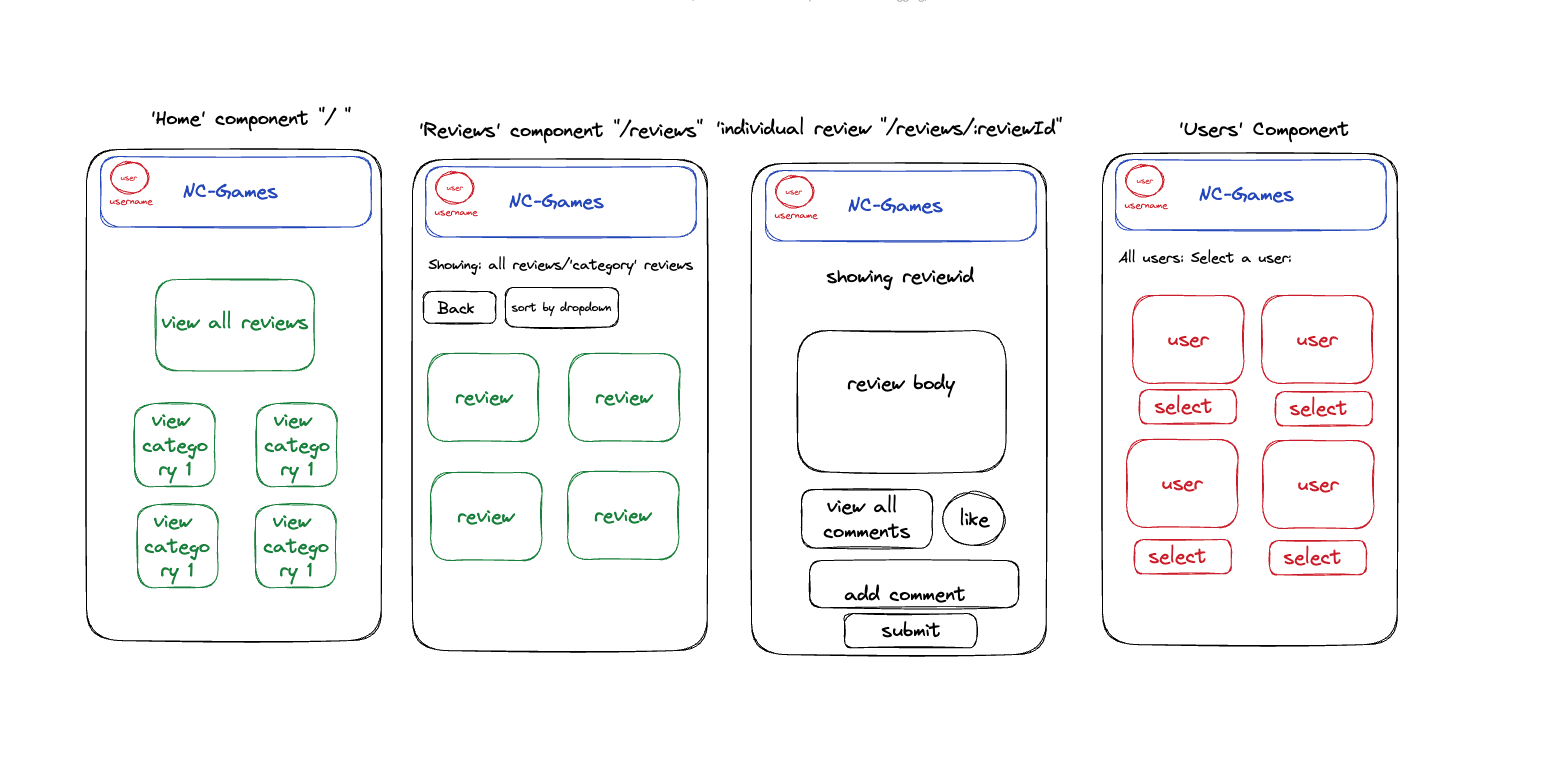 'Home' component "/ "
user
username
NC-Games
view all reviews
view
catego
ry 1
view
catego
ry 1
view
catego
ry 1
view
catego
ry 1
'Reviews' component "/reviews"
user
username
NC-Games
Showing: all reviews/'category' reviews
Back
sort by dropdown
review
review
review
review
'individual review "/reviews/:reviewId"
user
username
NC-Games
showing reviewid
review body
view all
comments
like
add comment
submit
'Users' Component
user
username
NC-Games
All users: Select a user:
user
user
select
select
user
user
select
select